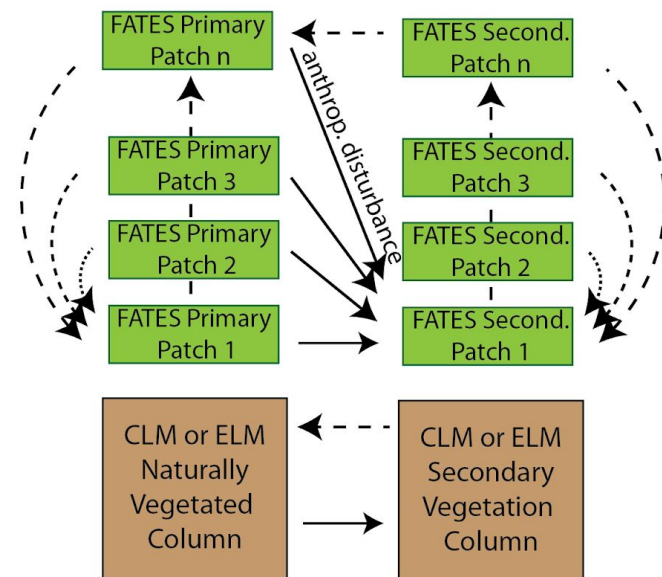 FATES Primary
Patch n
FATES Second.
Patch n
anthrop. disturbance
FATES Primary
Patch 3
FATES Second.
Patch 3
FATES Primary
Patch 2
FATES Second.
Patch 2
FATES Primary
Patch 1
FATES Second.
Patch 1
CLM or ELM
Naturally
Vegetated
Column
CLM or ELM
Secondary
Vegetation
Column